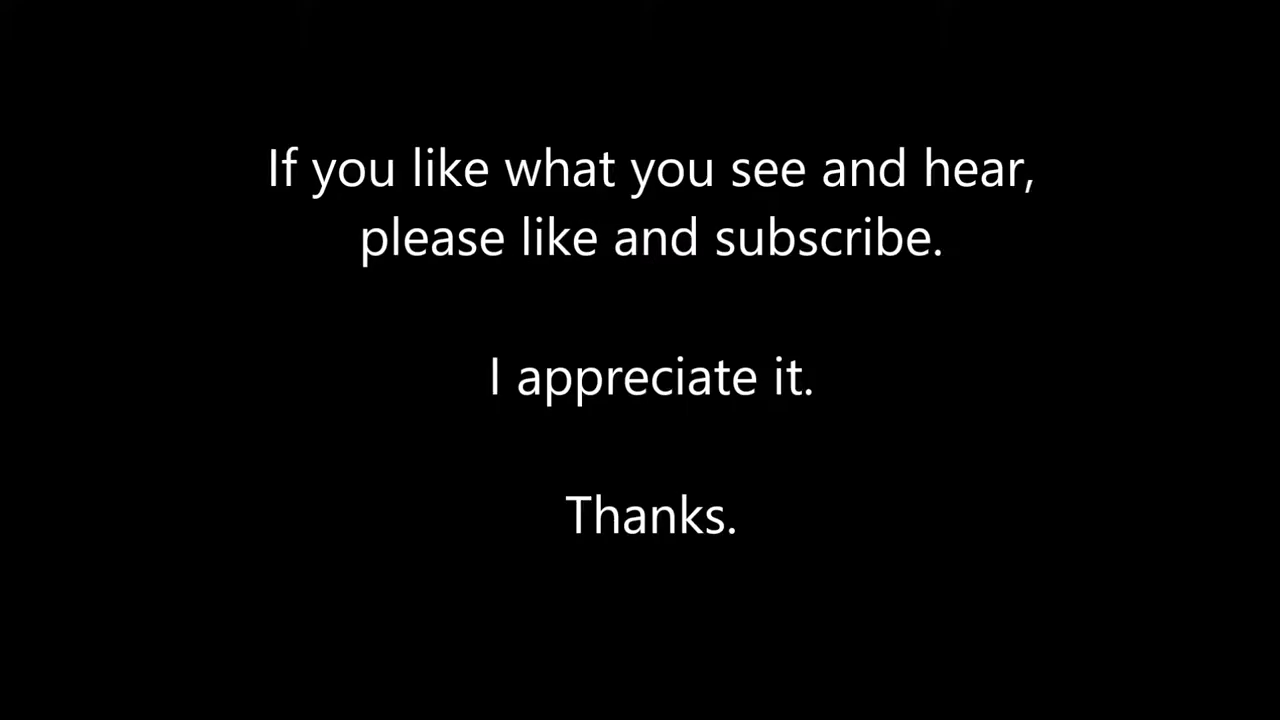 If you like what you see and hear,
please like and subscribe.
I appreciate it.
Thanks.